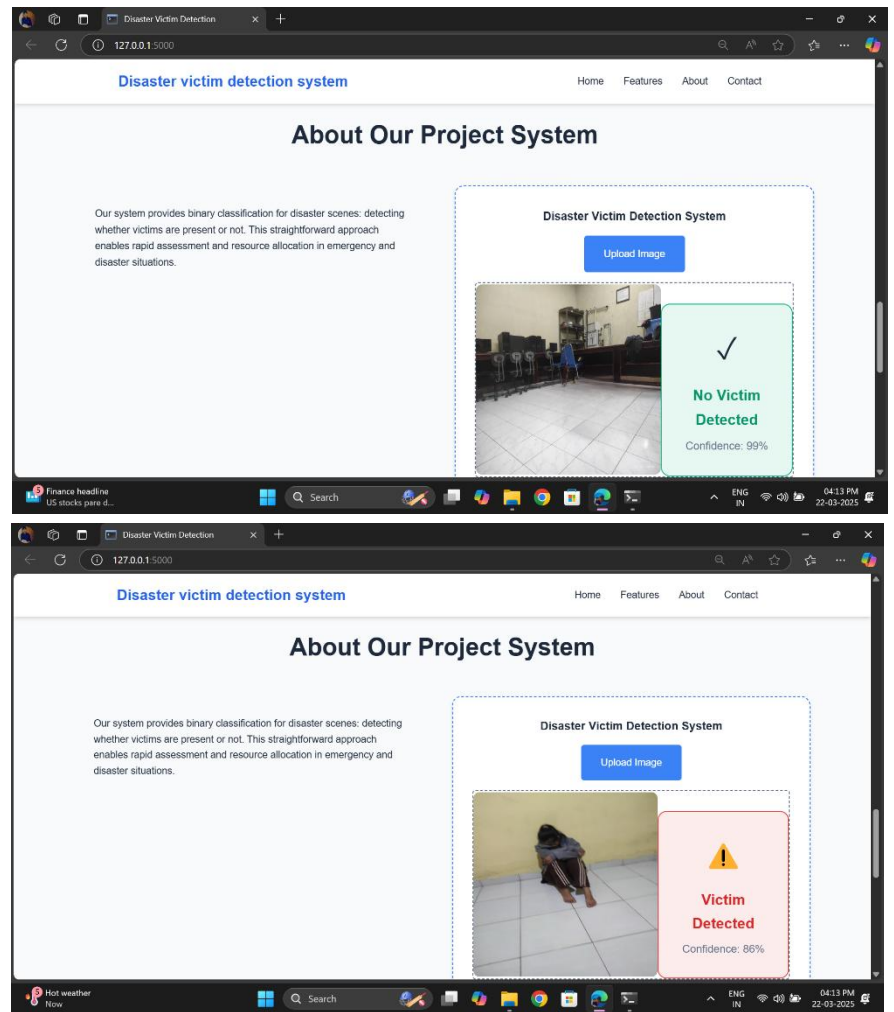 Disaster Victim Detection
127.0.0.1:5000
Disaster victim detection system
Home Features About Contact
About Our Project System
Our system provides binary classification for disaster scenes: detecting
whether victims are present or not. This straightforward approach
enables rapid assessment and resource allocation in emergency and
disaster situations.
Disaster Victim Detection System
Upload Image
No Victim
Detected
Confidence: 99%
5
Finance headline
US stocks pare d...
Search
ENG
IN
04:13 PM
22-03-2025
Disaster Victim Detection
127.0.0.1:5000
Disaster victim detection system
Home Features About Contact
About Our Project System
Our system provides binary classification for disaster scenes: detecting
whether victims are present or not. This straightforward approach
enables rapid assessment and resource allocation in emergency and
disaster situations.
Disaster Victim Detection System
Upload Image
Victim
Detected
Confidence: 86%
5
Hot weather
Now
Search
ENG
IN
04:13 PM
22-03-2025